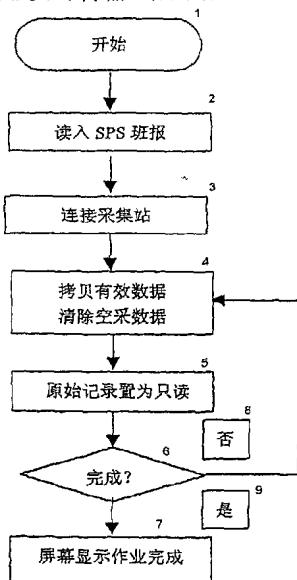 1
开始
2
读入 SPS 班报
3
连接采集站
4
拷贝有效数据
清除空采数据
5
原始记录置为只读
6
完成？
8
否
9
是
7
屏幕显示作业完成